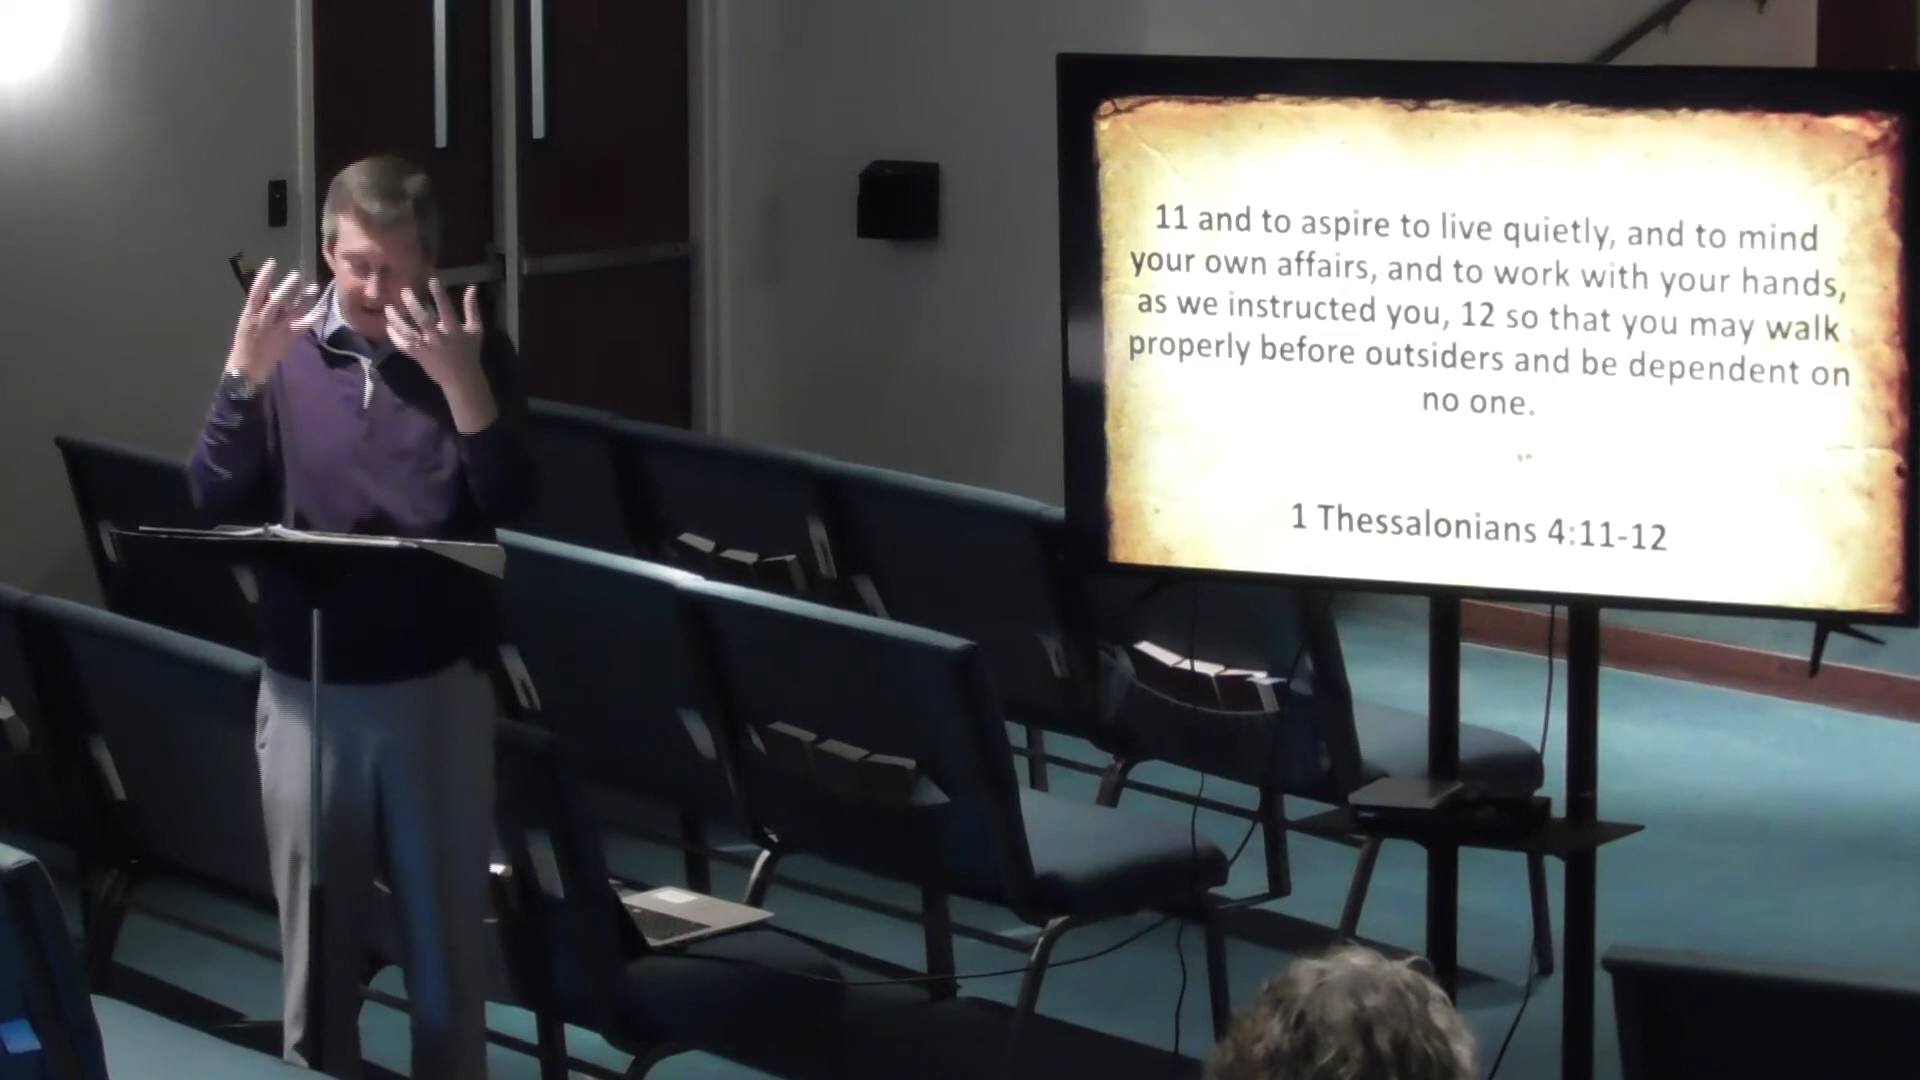 11 and to aspire to live quietly, and to mind
your own affairs, and to work with your hands,
as we instructed you, 12 so that you may walk
properly before outsiders and be dependent on
no one.
1 Thessalonians 4:11-12